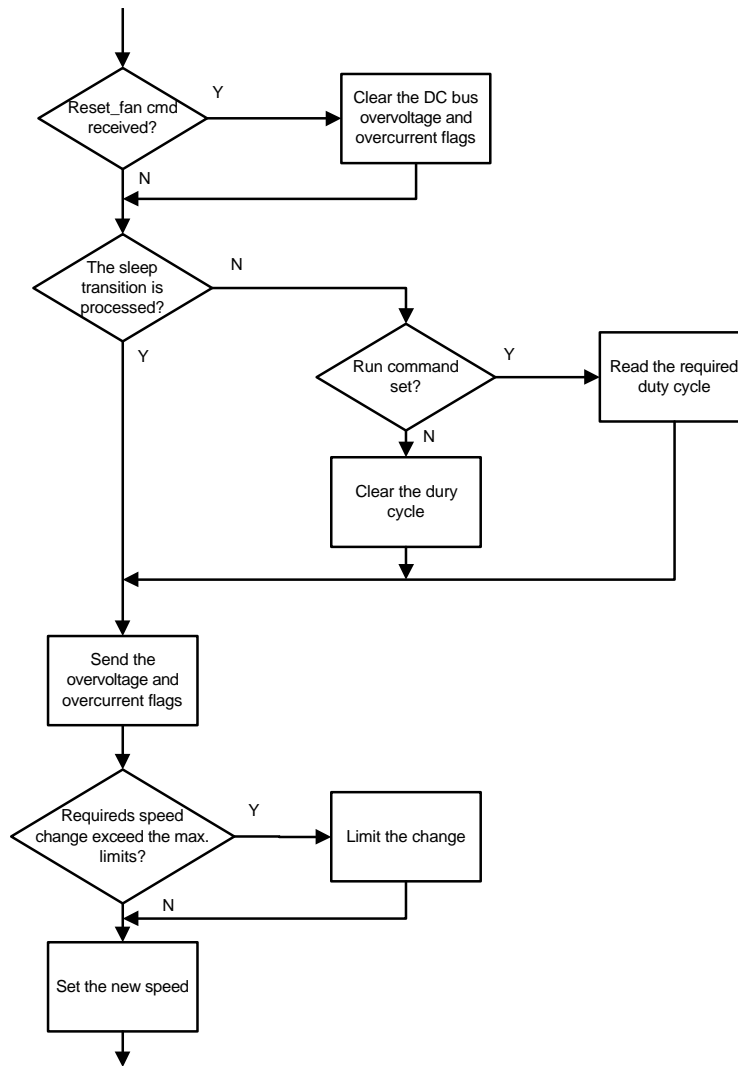 Reset_fan cmd
received?
Y
Clear the DC bus
overvoltage and
overcurrent flags
N
The sleep
transition is
processed?
N
Y
Run command
set?
Y
Read the required
duty cycle
N
Clear the dury
cycle
Send the
overvoltage and
overcurrent flags
Requireds speed
change exceed the max.
limits?
Y
Limit the change
N
Set the new speed